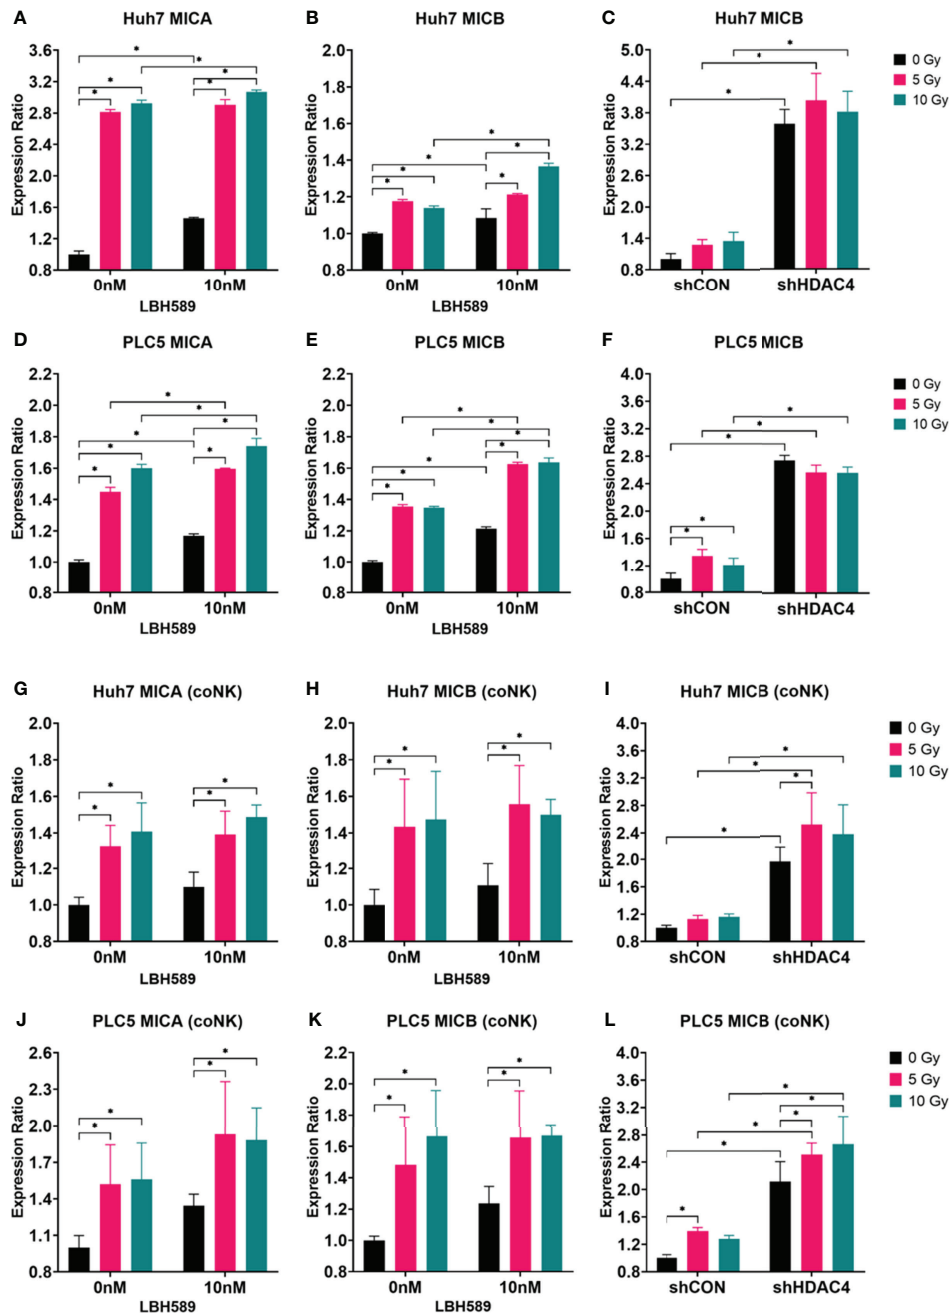 A
Huh7 MICA
Expression Ratio
3.6
3.2
2.8
2.4
2.0
1.6
1.2
0.8
* * * * * *
0nM
10nM
LBH589
B
Huh7 MICB
Expression Ratio
2.0
1.8
1.6
1.4
1.2
1.0
0.8
* * * * * *
0nM
10nM
LBH589
C
Huh7 MICB
Expression Ratio
5.0
4.4
3.8
3.2
2.6
2.0
1.4
0.8
* * *
shCON
shHDAC4
0 Gy
5 Gy
10 Gy
D
PLC5 MICA
Expression Ratio
2.2
2.0
1.8
1.6
1.4
1.2
1.0
0.8
* * * * * * *
0nM
10nM
LBH589
E
PLC5 MICB
Expression Ratio
2.2
2.0
1.8
1.6
1.4
1.2
1.0
0.8
* * * * * * *
0nM
10nM
LBH589
F
PLC5 MICB
Expression Ratio
4.0
3.6
3.2
2.8
2.4
2.0
1.6
1.2
0.8
* * * * *
shCON
shHDAC4
0 Gy
5 Gy
10 Gy
G
Huh7 MICA (coNK)
Expression Ratio
2.0
1.8
1.6
1.4
1.2
1.0
0.8
* * * *
0nM
10nM
LBH589
H
Huh7 MICB (coNK)
Expression Ratio
2.0
1.8
1.6
1.4
1.2
1.0
0.8
* * * *
0nM
10nM
LBH589
I
Huh7 MICB (coNK)
Expression Ratio
4.0
3.6
3.2
2.8
2.4
2.0
1.6
1.2
0.8
* * * *
shCON
shHDAC4
0 Gy
5 Gy
10 Gy
J
PLC5 MICA (coNK)
Expression Ratio
2.6
2.3
2.0
1.7
1.4
1.1
0.8
* * * *
0nM
10nM
LBH589
K
PLC5 MICB (coNK)
Expression Ratio
2.2
2.0
1.8
1.6
1.4
1.2
1.0
0.8
* * * *
0nM
10nM
LBH589
L
PLC5 MICB (coNK)
Expression Ratio
4.0
3.6
3.2
2.8
2.4
2.0
1.6
1.2
0.8
* * * * * *
shCON
shHDAC4
0 Gy
5 Gy
10 Gy